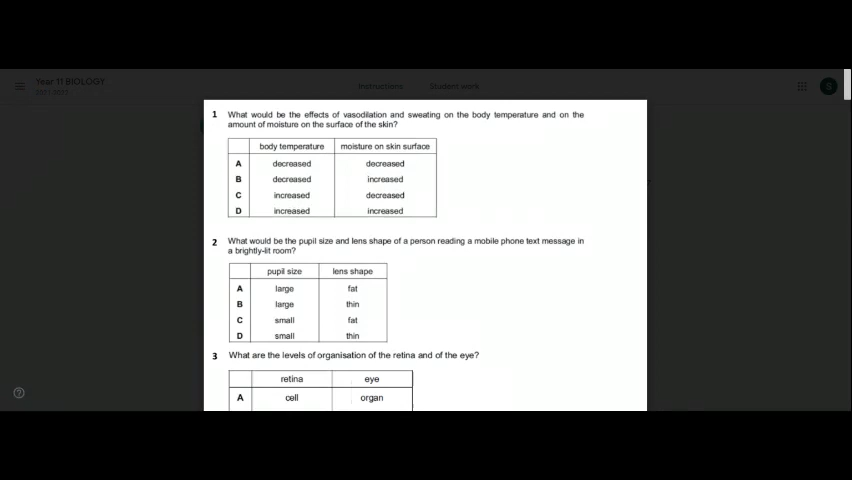 Year 11 BIOLOGY
Instructions
Student work
S
1 What would be the effects of vasodilation and sweating on the body temperature and on the
amount of moisture on the surface of the skin?
body temperature moisture on skin surface
A decreased decreased
B decreased increased
C increased decreased
D increased increased
2 What would be the pupil size and lens shape of a person reading a mobile phone text message in
a brightly-lit room?
pupil size lens shape
A large fat
B large thin
C small fat
D small thin
3 What are the levels of organisation of the retina and of the eye?
retina eye
A cell organ